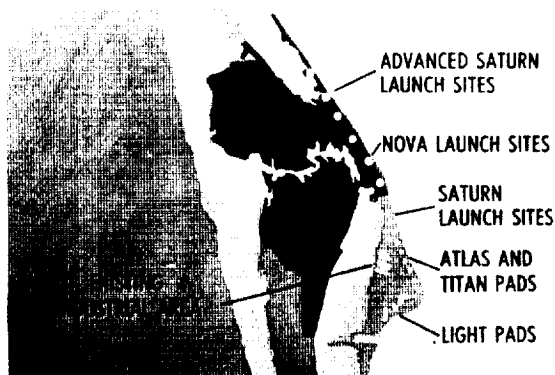 ADVANCED SATURN
LAUNCH SITES
NOVA LAUNCH SITES
SATURN
LAUNCH SITES
ATLAS AND
TITAN PADS
LIGHT PADS